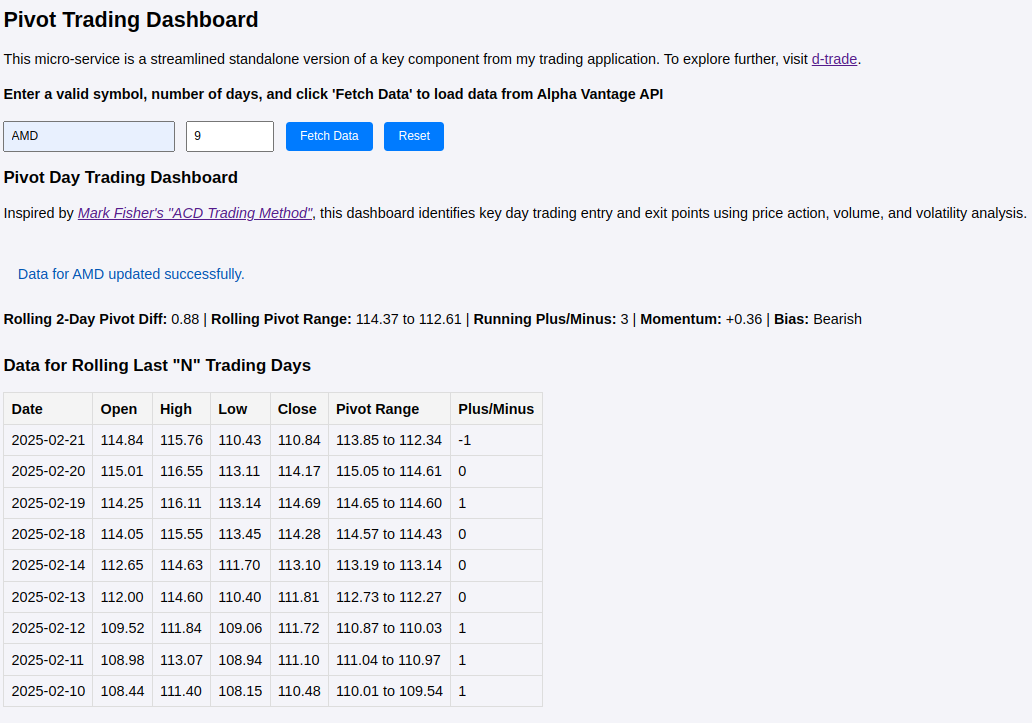 Pivot Trading Dashboard
This micro-service is a streamlined standalone version of a key component from my trading application. To explore further, visit d-trade.
Enter a valid symbol, number of days, and click 'Fetch Data' to load data from Alpha Vantage API
AMD 9 Fetch Data Reset
Pivot Day Trading Dashboard
Inspired by Mark Fisher's "ACD Trading Method", this dashboard identifies key day trading entry and exit points using price action, volume, and volatility analysis.
Data for AMD updated successfully.
Rolling 2-Day Pivot Diff: 0.88 | Rolling Pivot Range: 114.37 to 112.61 | Running Plus/Minus: 3 | Momentum: +0.36 | Bias: Bearish
Data for Rolling Last "N" Trading Days
Date Open High Low Close Pivot Range Plus/Minus
2025-02-21 114.84 115.76 110.43 110.84 113.85 to 112.34 -1
2025-02-20 115.01 116.55 113.11 114.17 115.05 to 114.61 0
2025-02-19 114.25 116.11 113.14 114.69 114.65 to 114.60 1
2025-02-18 114.05 115.55 113.45 114.28 114.57 to 114.43 0
2025-02-14 112.65 114.63 111.70 113.10 113.19 to 113.14 0
2025-02-13 112.00 114.60 110.40 111.81 112.73 to 112.27 0
2025-02-12 109.52 111.84 109.06 111.72 110.87 to 110.03 1
2025-02-11 108.98 113.07 108.94 111.10 111.04 to 110.97 1
2025-02-10 108.44 111.40 108.15 110.48 110.01 to 109.54 1